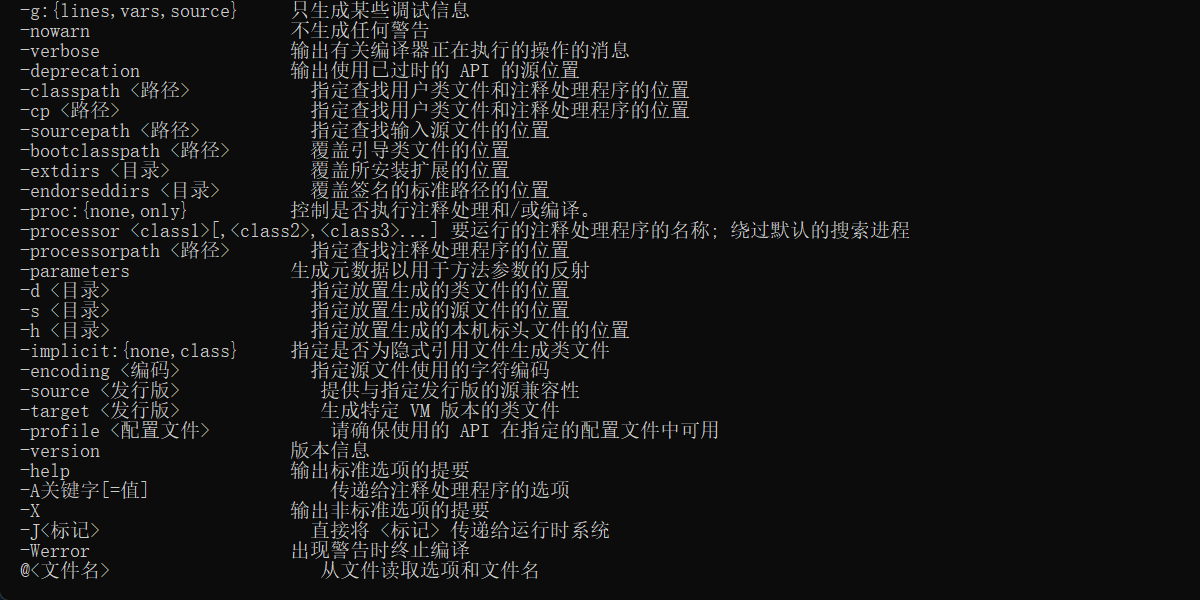 -g:{lines,vars,source} 只生成某些调试信息
-nowarn 不生成任何警告
-verbose 输出有关编译器正在执行的操作的消息
-deprecation 输出使用已过时的 API 的源位置
-classpath <路径> 指定查找用户类文件和注释处理程序的位置
-cp <路径> 指定查找用户类文件和注释处理程序的位置
-sourcepath <路径> 指定查找输入源文件的位置
-bootclasspath <路径> 覆盖引导类文件的位置
-extdirs <目录> 覆盖所安装扩展的位置
-endorseddirs <目录> 覆盖签名的标准路径的位置
-proc:{none,only} 控制是否执行注释处理和/或编译。
-processor <class1>[,<class2>,<class3>...] 要运行的注释处理程序的名称; 绕过默认的搜索进程
-processorpath <路径> 指定查找注释处理程序的位置
-parameters 生成元数据以用于方法参数的反射
-d <目录> 指定放置生成的类文件的位置
-s <目录> 指定放置生成的源文件的位置
-h <目录> 指定放置生成的本机标头文件的位置
-implicit:{none,class} 指定是否为隐式引用文件生成类文件
-encoding <编码> 指定源文件使用的字符编码
-source <发行版> 提供与指定发行版的源兼容性
-target <发行版> 生成特定 VM 版本的类文件
-profile <配置文件> 请确保使用的 API 在指定的配置文件中可用
-version 版本信息
-help 输出标准选项的提要
-A关键字[=值] 传递给注释处理程序的选项
-X 输出非标准选项的提要
-J<标记> 直接将 <标记> 传递给运行时系统
-Werror 出现警告时终止编译
@<文件名> 从文件读取选项和文件名